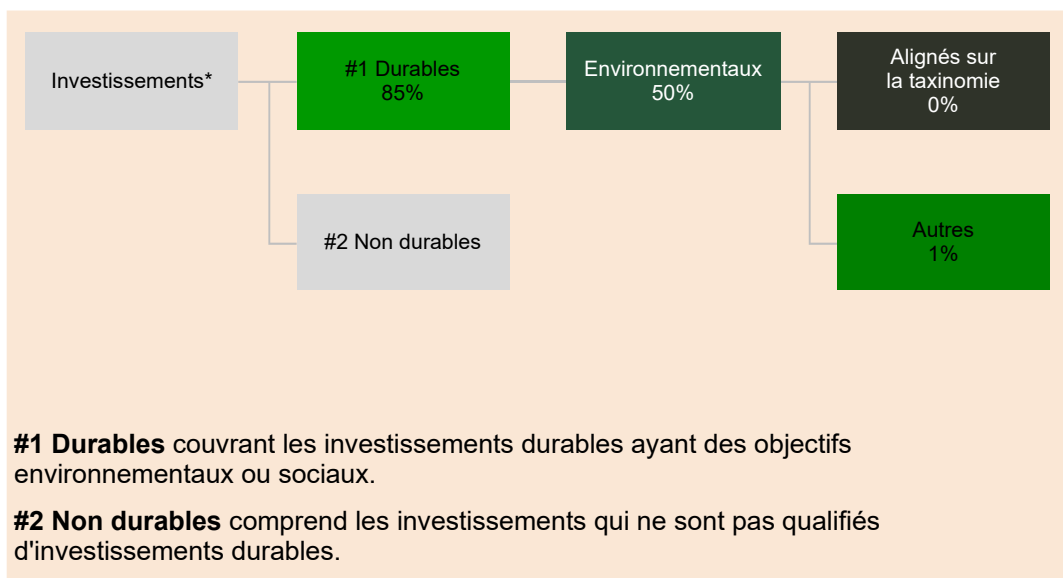 Investissements*
#1 Durables
85%
Environnementaux
50%
Alignés sur
la taxinomie
0%
#2 Non durables
Autres
1%
#1 Durables couvrant les investissements durables ayant des objectifs
environnementaux ou sociaux.
#2 Non durables comprend les investissements qui ne sont pas qualifiés
d'investissements durables.